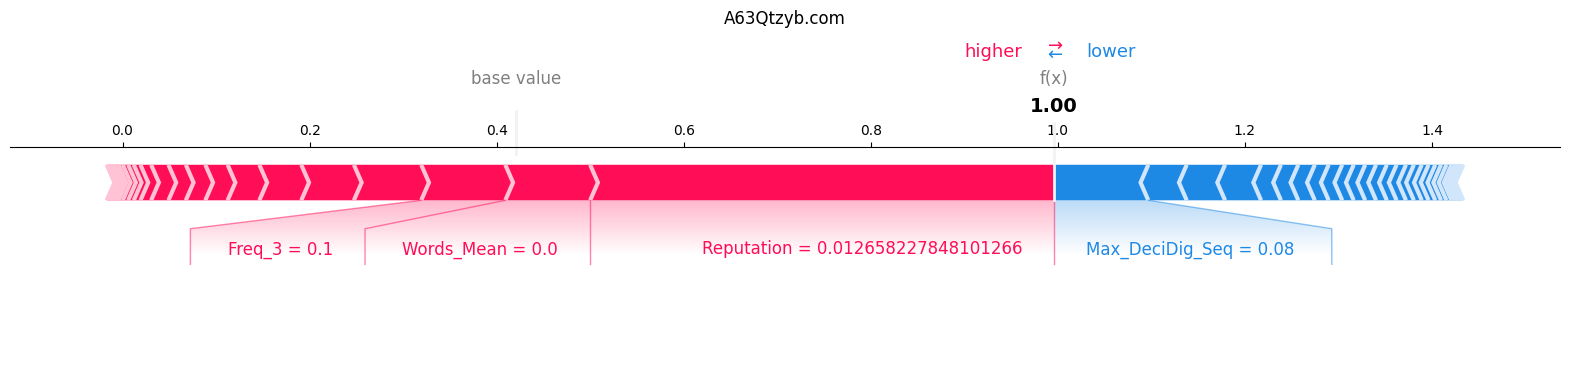 A63Qtzyb.com
higher → ← lower
base value f(x)
1.00
0.0 0.2 0.4 0.6 0.8 1.0 1.2 1.4
Freq_3 = 0.1 Words_Mean = 0.0 Reputation = 0.012658227848101266 Max_DeciDig_Seq = 0.08